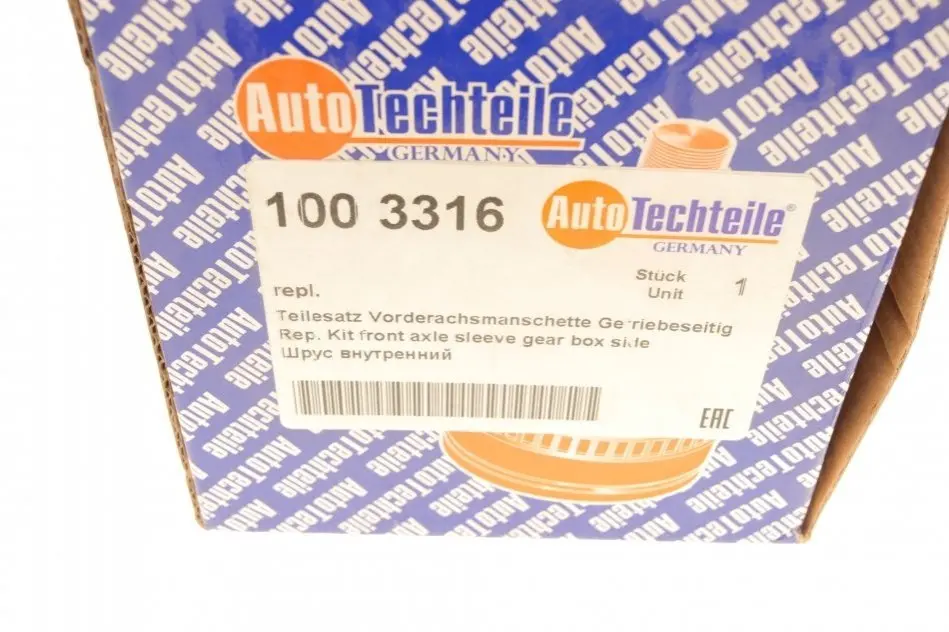 AutoTechteile
GERMANY
100 3316
AutoTechteile®
GERMANY
Stück
Unit
1
repl.
Teilesatz Vorderachsmanschette Getriebeseitig
Rep. Kit front axle sleeve gear box side
Шрус внутренний
EAC